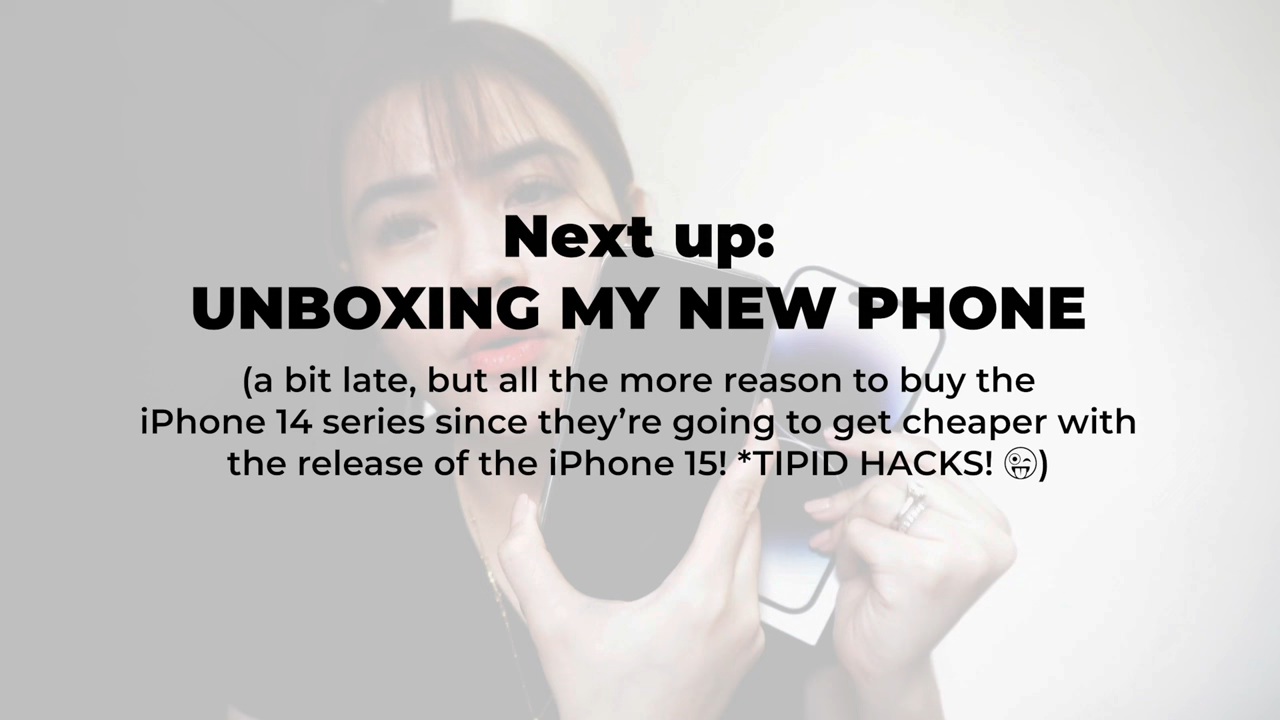 Next up:
UNBOXING MY NEW PHONE
(a bit late, but all the more reason to buy the
iPhone 14 series since they’re going to get cheaper with
the release of the iPhone 15! *TIPID HACKS! 😜)